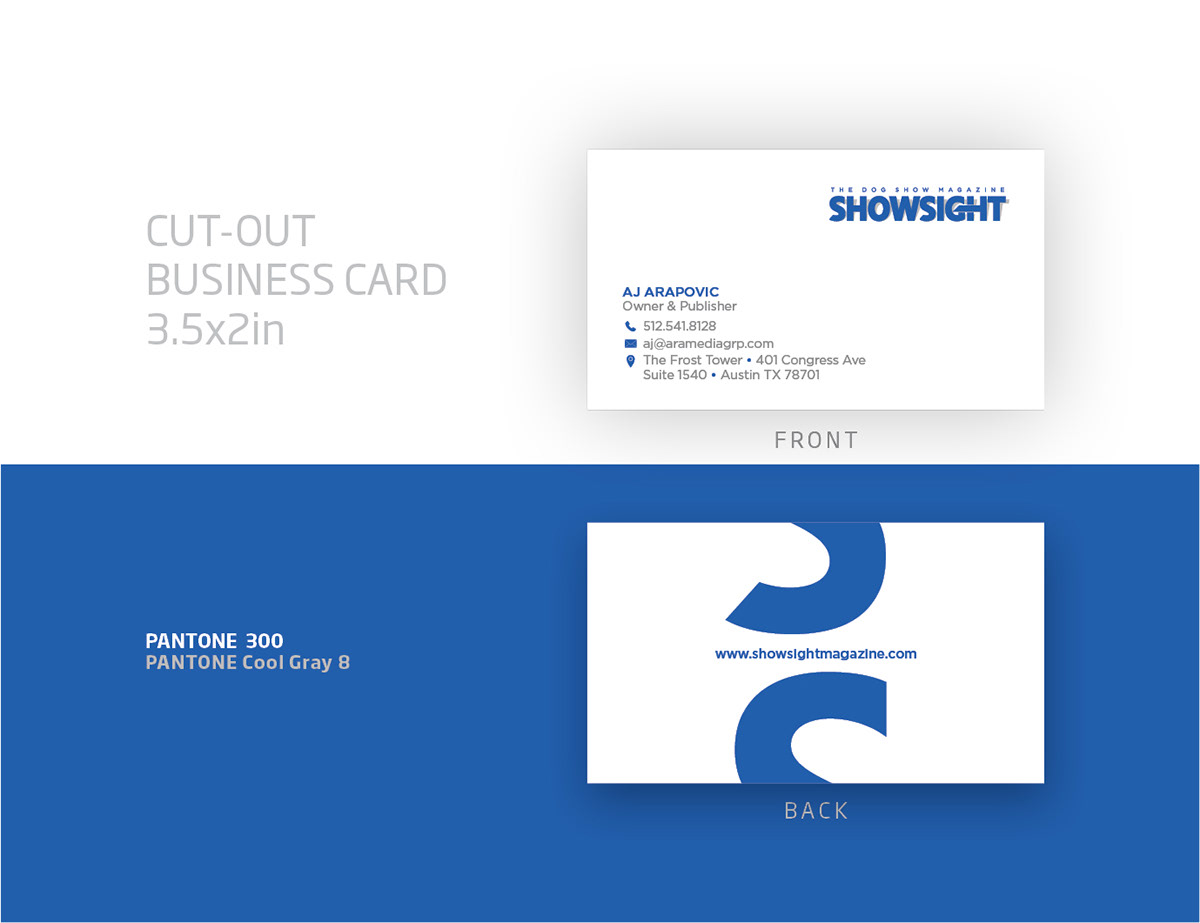 CUT-OUT
BUSINESS CARD
3.5x2in
THE DOG SHOW MAGAZINE
SHOWSIGHT
AJ ARAPOVIC
Owner & Publisher
512.541.8128
aj@aramediagrp.com
The Frost Tower • 401 Congress Ave
Suite 1540 • Austin TX 78701
FRONT
PANTONE 300
PANTONE Cool Gray 8
www.showsightmagazine.com
BACK